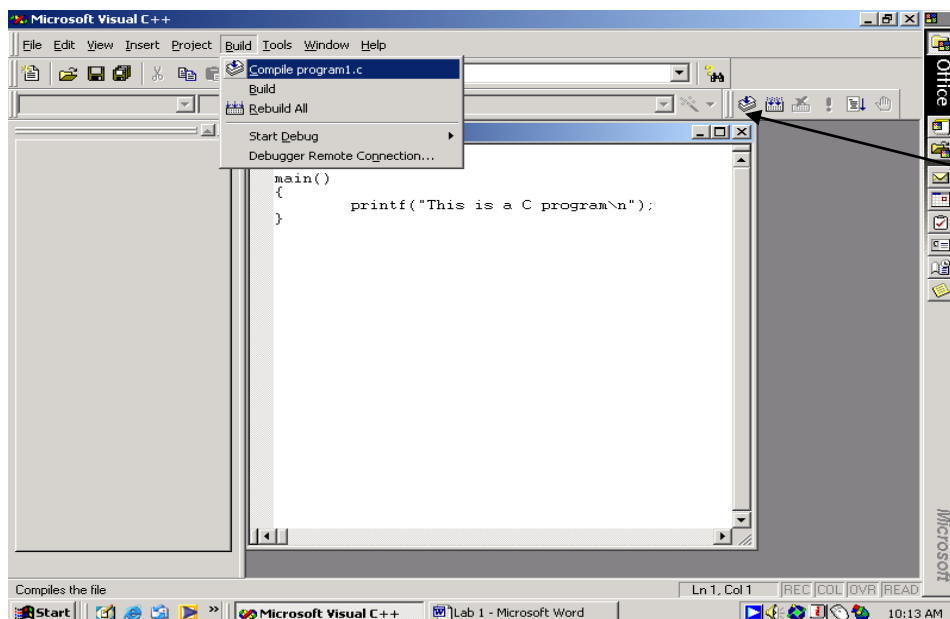 Microsoft Visual C++
File Edit View Insert Project Build Tools Window Help
Compile program1.c
Build
Rebuild All
Start Debug
Debugger Remote Connection...
main()
{
printf("This is a C program\n");
}
Office
Microsoft
Compiles the file
Ln 1, Col 1 REC COL OVR READ
Start Microsoft Visual C++ Lab 1 - Microsoft Word 10:13 AM